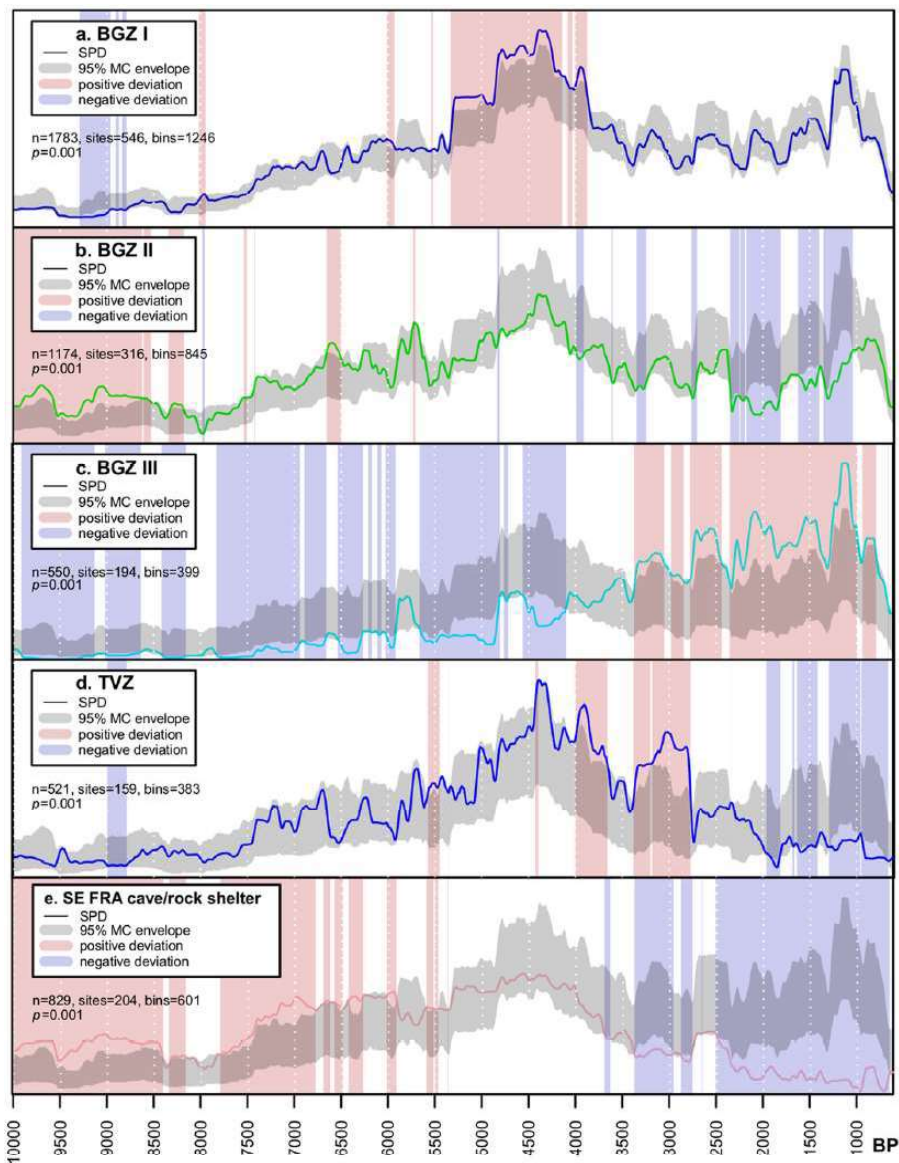 a. BGZ I
SPD
95% MC envelope
positive deviation
negative deviation
n=1783, sites=546, bins=1246
p=0.001
b. BGZ II
SPD
95% MC envelope
positive deviation
negative deviation
n=1174, sites=316, bins=845
p=0.001
c. BGZ III
SPD
95% MC envelope
positive deviation
negative deviation
n=550, sites=194, bins=399
p=0.001
d. TVZ
SPD
95% MC envelope
positive deviation
negative deviation
n=521, sites=159, bins=383
p=0.001
e. SE FRA cave/rock shelter
SPD
95% MC envelope
positive deviation
negative deviation
n=829, sites=204, bins=601
p=0.001
10000 9500 9000 8500 8000 7500 7000 6500 6000 5500 5000 4500 4000 3500 3000 2500 2000 1500 1000 BP